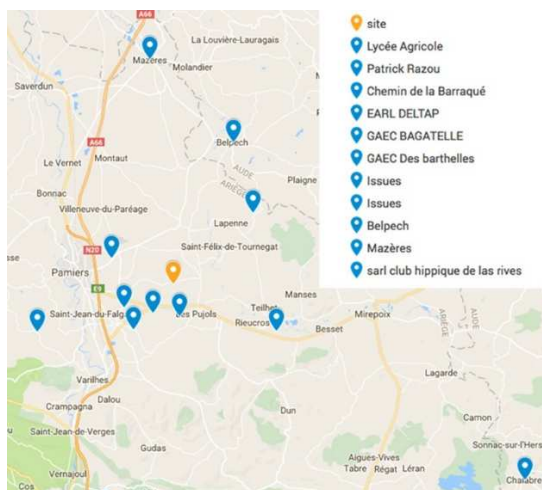 A66
La Louvière-Lauragais
Mazères
Molandier
Saverdun
A66
Belpech
Le Vernet
Montaut
AUDE
ARIÈGE
Plaigne
Bonnac
Villeneuve-du-Paréage
Lapenne
N20
Saint-Félix-de-Tournegat
Pamiers
E9
Manses
Saint-Jean-du-Falga
Les Pujols
Teilhet
Rieucros
Mirepoix
Besset
ARIÈGE
AUDE
Varilhes
Lagarde
Dalou
Crampagna
Dun
Camon
Saint-Jean-de-Verges
Gudas
Sonnac-sur-l'Hers
Aigues-Vives
Tabre
Régat
Léran
Vernajoul
Chalabre
Cos
site
Lycée Agricole
Patrick Razou
Chemin de la Barraqué
EARL DELTAP
GAEC BAGATELLE
GAEC Des barthelles
Issues
Issues
Belpech
Mazères
sarl club hippique de las rives